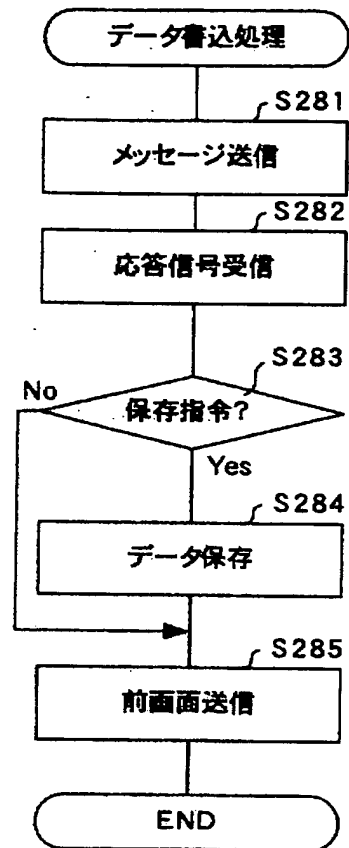 データ書込処理
S281
メッセージ送信
S282
応答信号受信
S283
No
保存指令?
Yes
S284
データ保存
S285
前画面送信
END